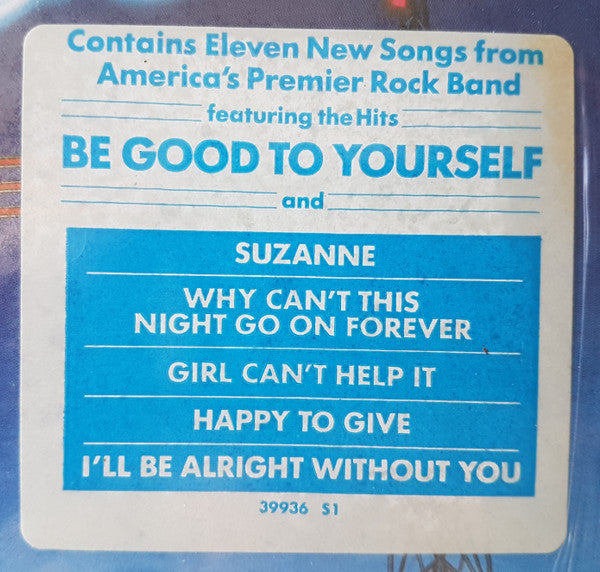 Contains Eleven New Songs from
America's Premier Rock Band
featuring the Hits
BE GOOD TO YOURSELF
and
SUZANNE
WHY CAN'T THIS
NIGHT GO ON FOREVER
GIRL CAN'T HELP IT
HAPPY TO GIVE
I'LL BE ALRIGHT WITHOUT YOU
39936 S1